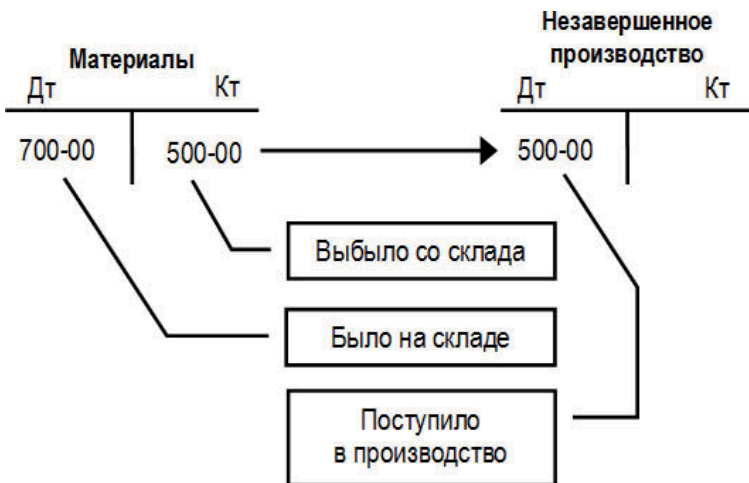 Незавершенное
производство
Материалы
Дт Кт
Дт Кт
700-00 500-00
500-00
Выбыло со склада
Было на складе
Поступило
в производство